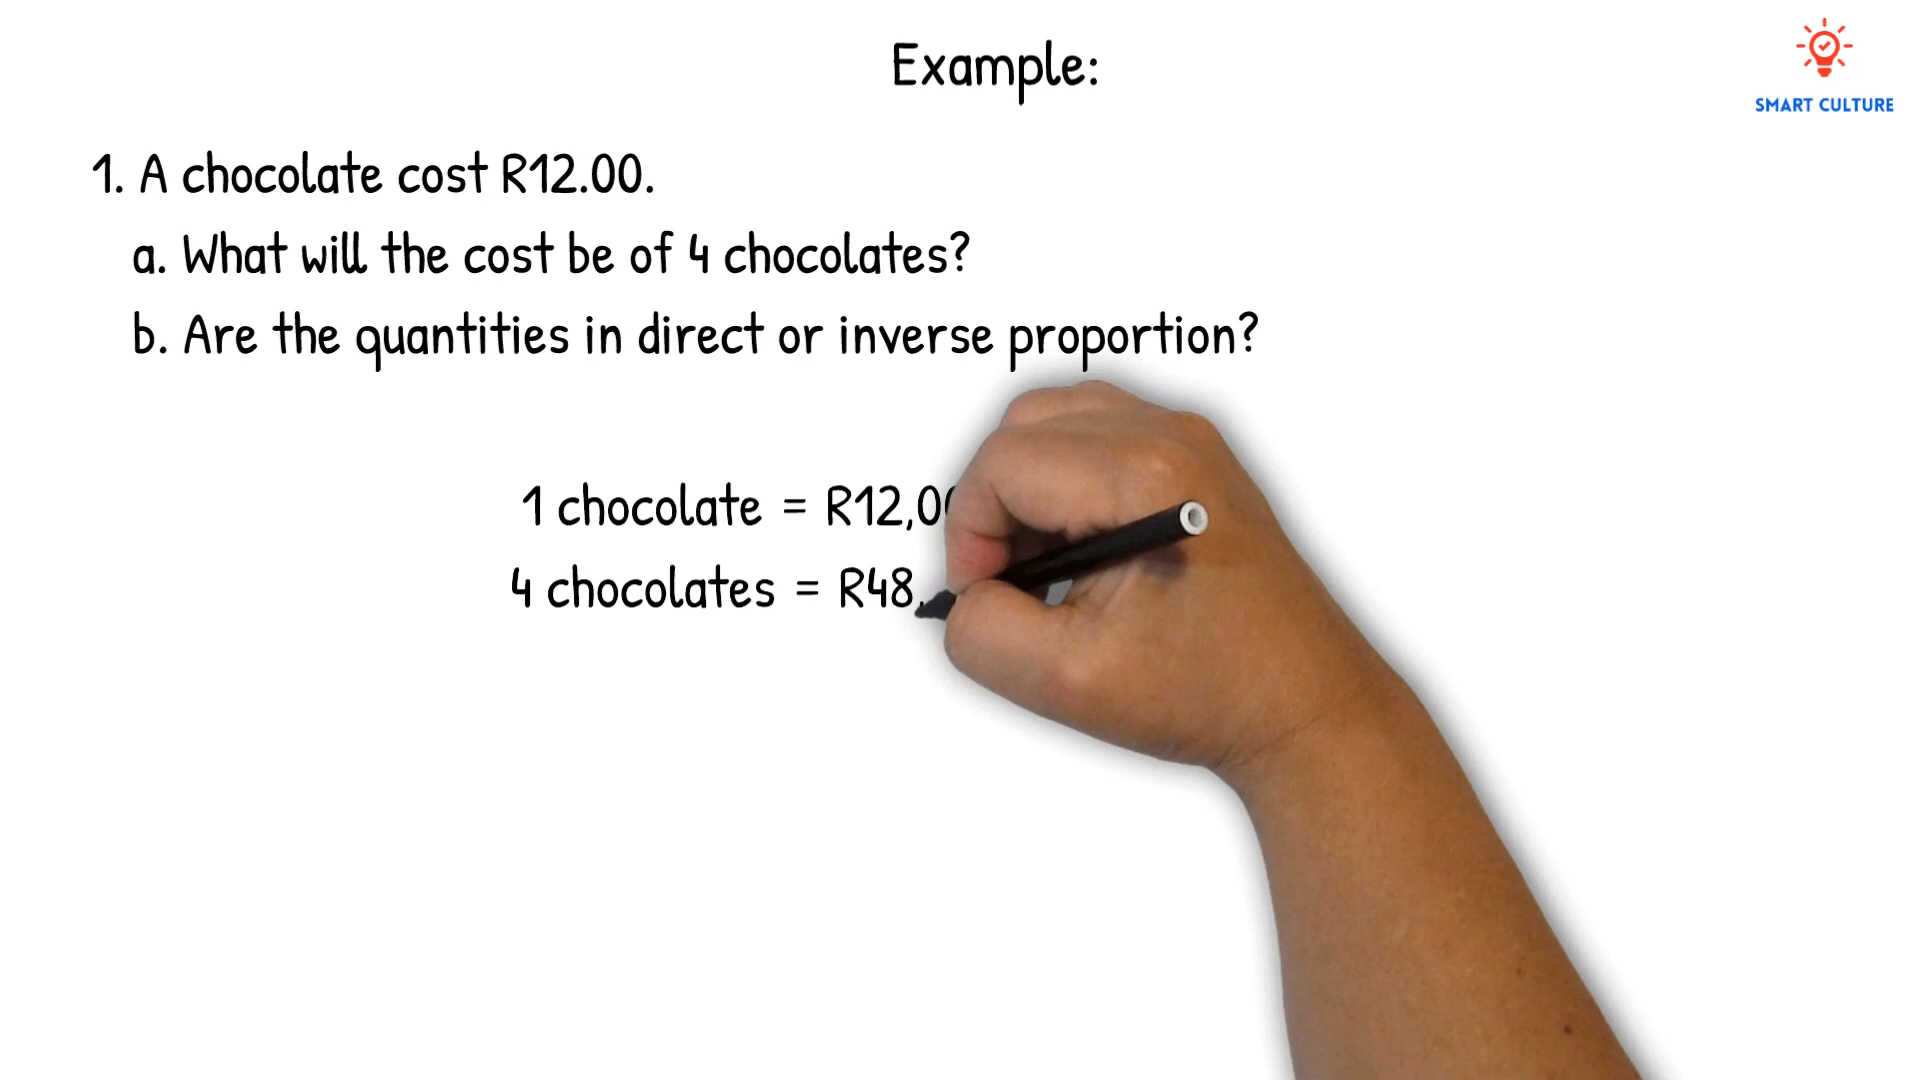 Example:
SMART CULTURE
1. A chocolate cost R12.00.
a. What will the cost be of 4 chocolates?
b. Are the quantities in direct or inverse proportion?
1 chocolate = R12,0
4 chocolates = R48,